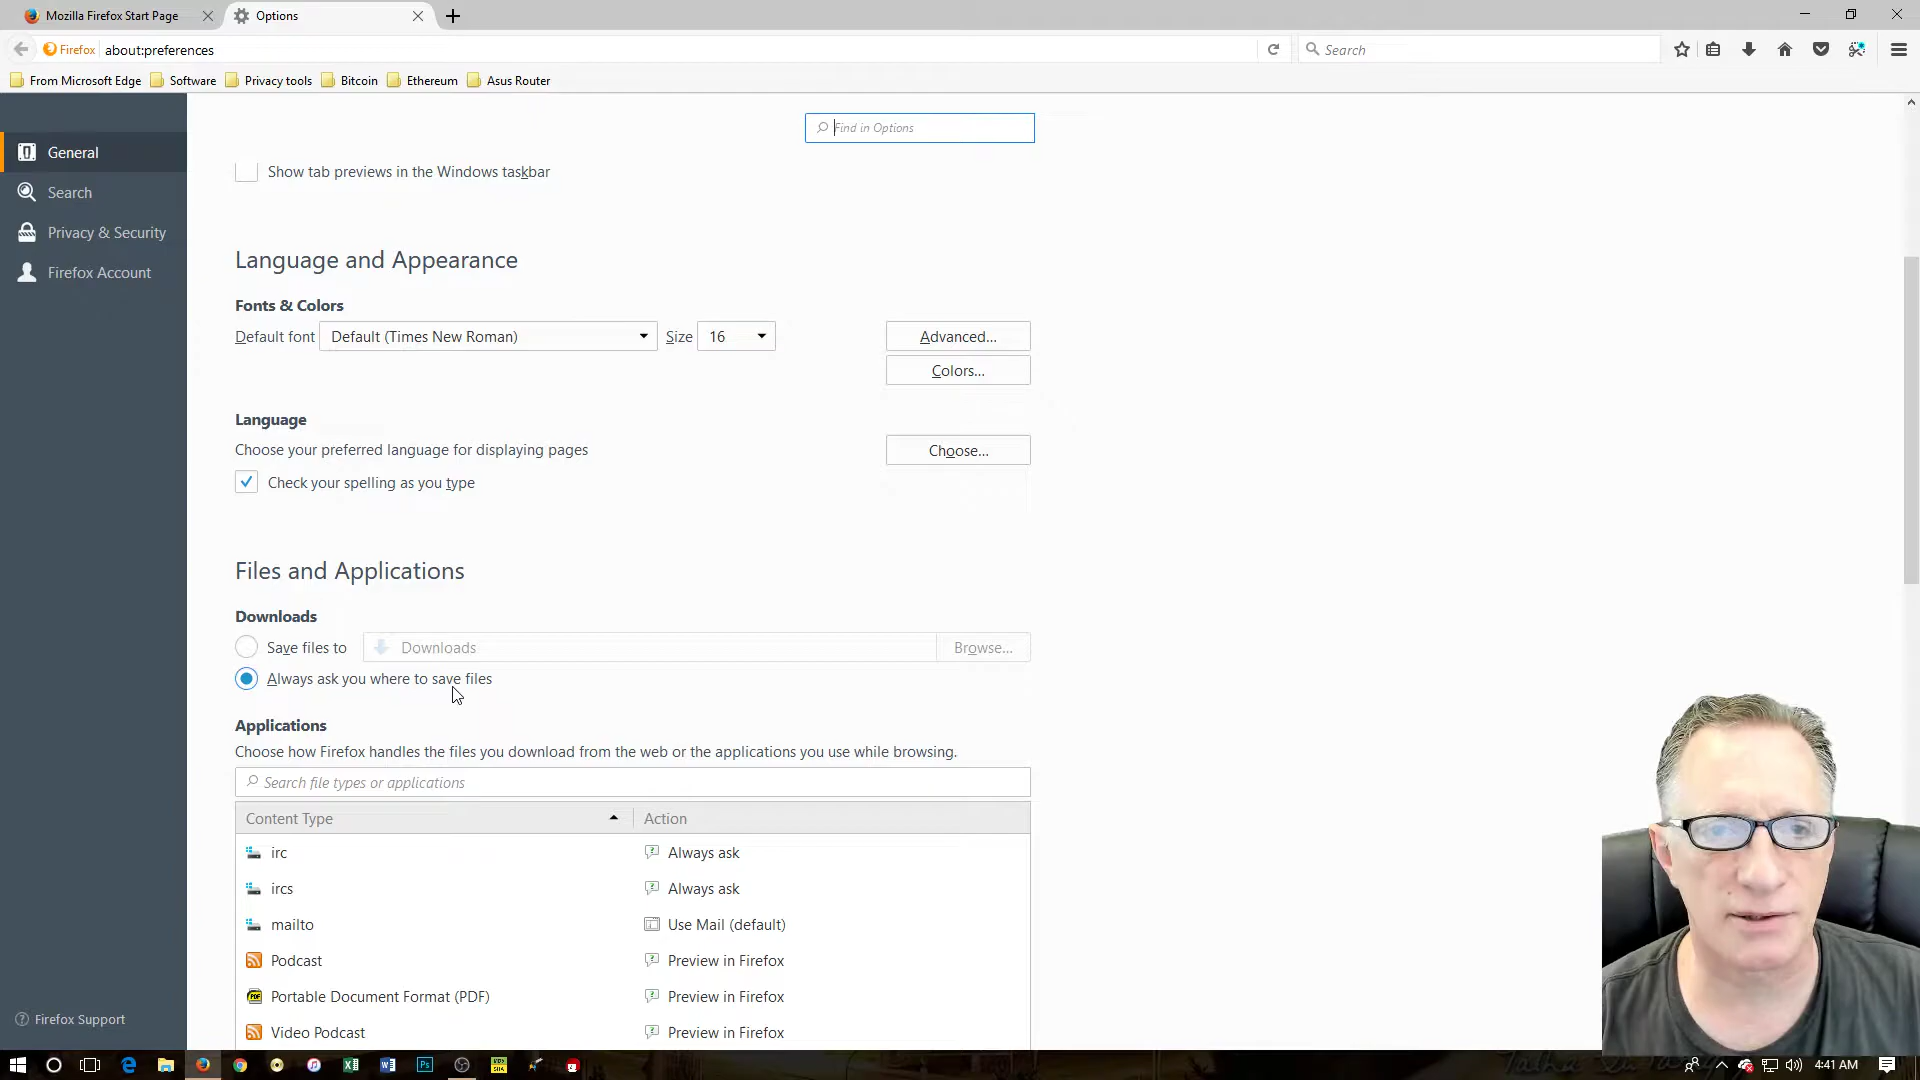 Mozilla Firefox Start Page
Options
Firefox
about:preferences
Search
From Microsoft Edge
Software
Privacy tools
Bitcoin
Ethereum
Asus Router
General
Search
Privacy & Security
Firefox Account
Find in Options
Show tab previews in the Windows taskbar
Language and Appearance
Fonts & Colors
Default font
Default (Times New Roman)
Size
16
Advanced...
Colors...
Language
Choose your preferred language for displaying pages
Choose...
Check your spelling as you type
Files and Applications
Downloads
Save files to
Downloads
Browse...
Always ask you where to save files
Applications
Choose how Firefox handles the files you download from the web or the applications you use while browsing.
Search file types or applications
Content Type
Action
irc
Always ask
ircs
Always ask
mailto
Use Mail (default)
Podcast
Preview in Firefox
Portable Document Format (PDF)
Preview in Firefox
Video Podcast
Preview in Firefox
Firefox Support
4:41 AM